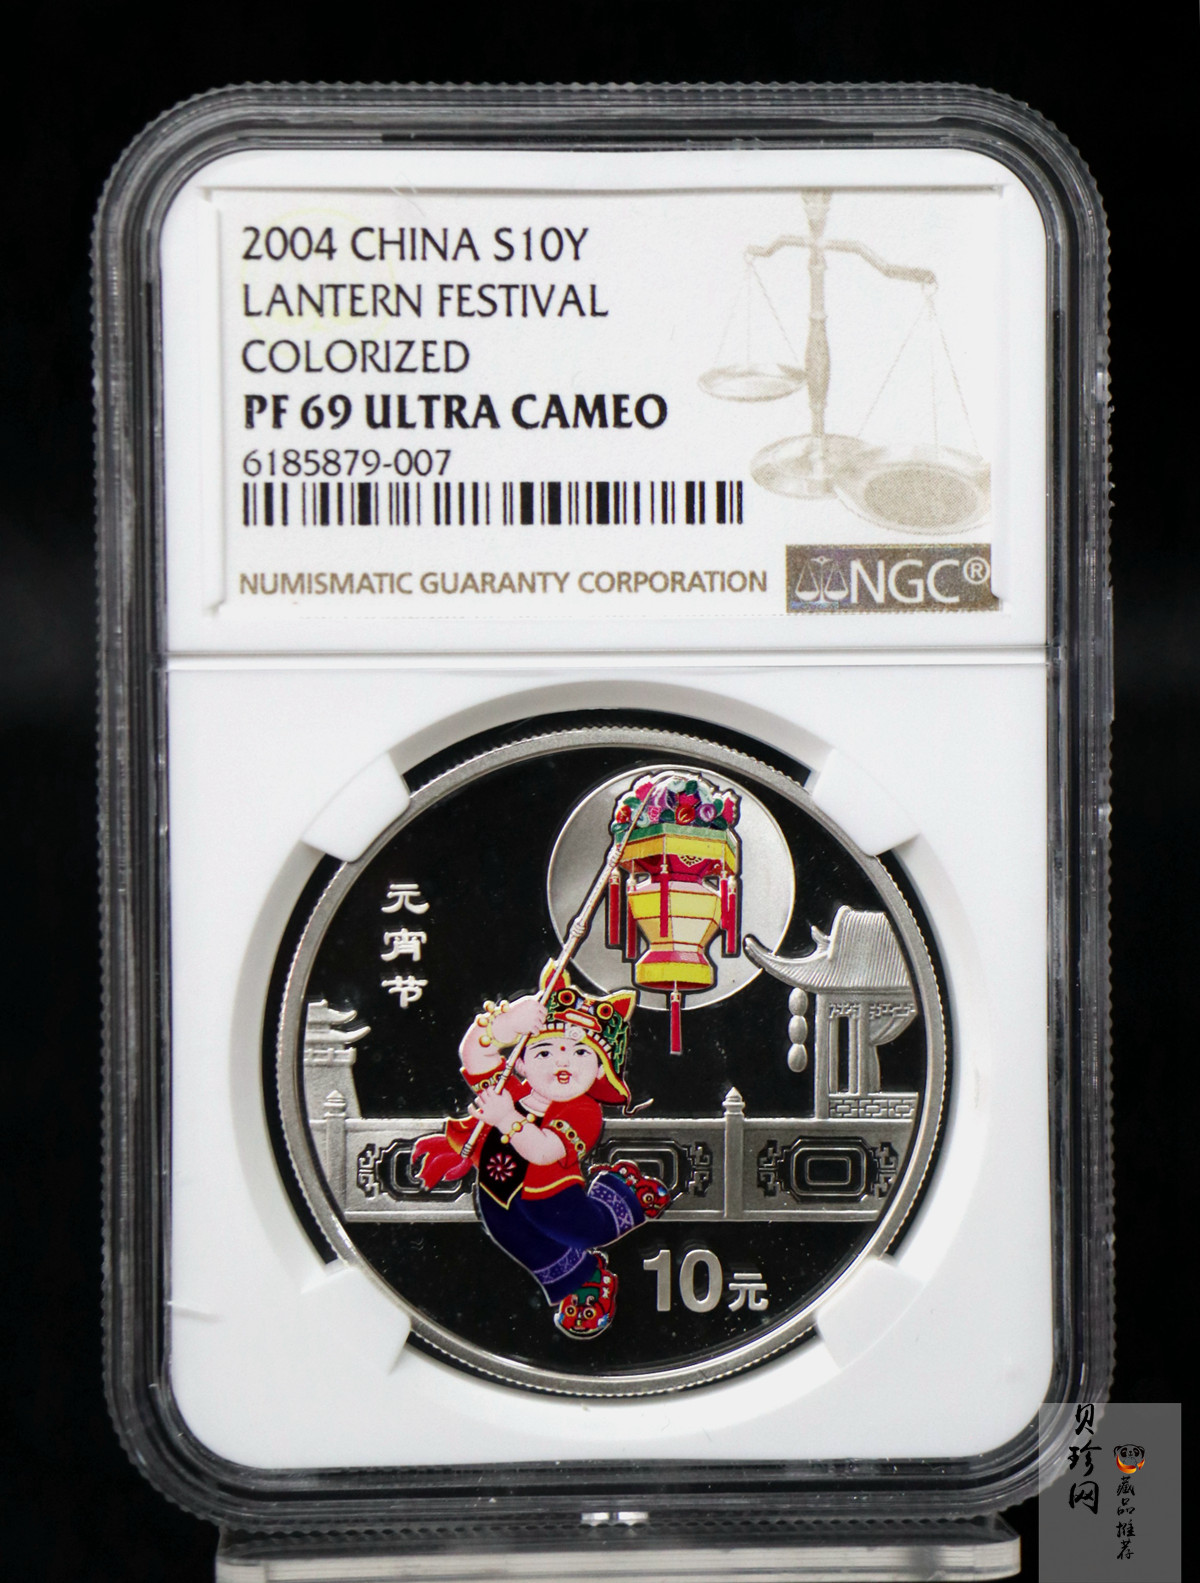 2004 CHINA S10Y
LANTERN FESTIVAL
COLORIZED
PF 69 ULTRA CAMEO
6185879-007
NUMISMATIC GUARANTY CORPORATION
NGC®
元宵节
10元
贝珍网
藏品推荐